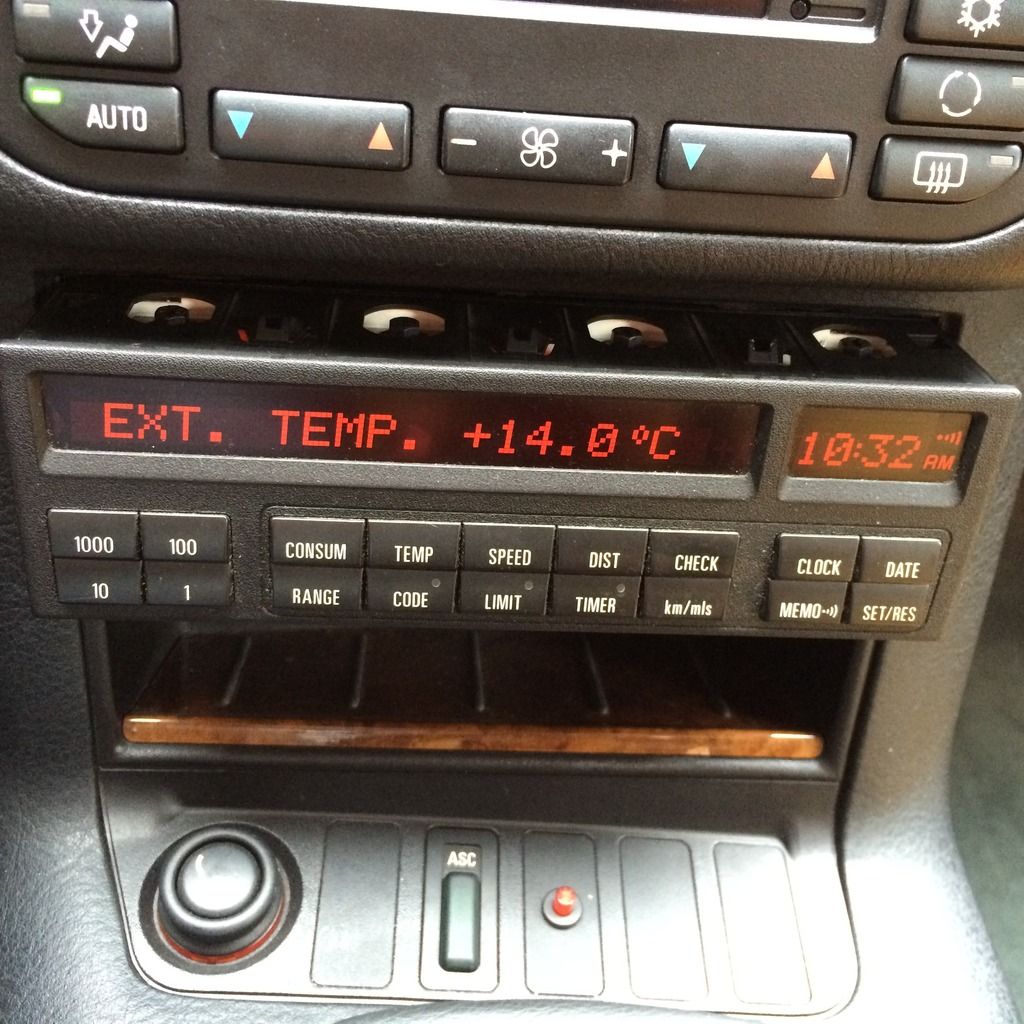 AUTO
- +
EXT. TEMP. +14.0ºC
10:32 AM
1000 100 CONSUM TEMP SPEED DIST CHECK CLOCK DATE
10 1 RANGE CODE LIMIT TIMER km/mls MEMO SET/RES
ASC